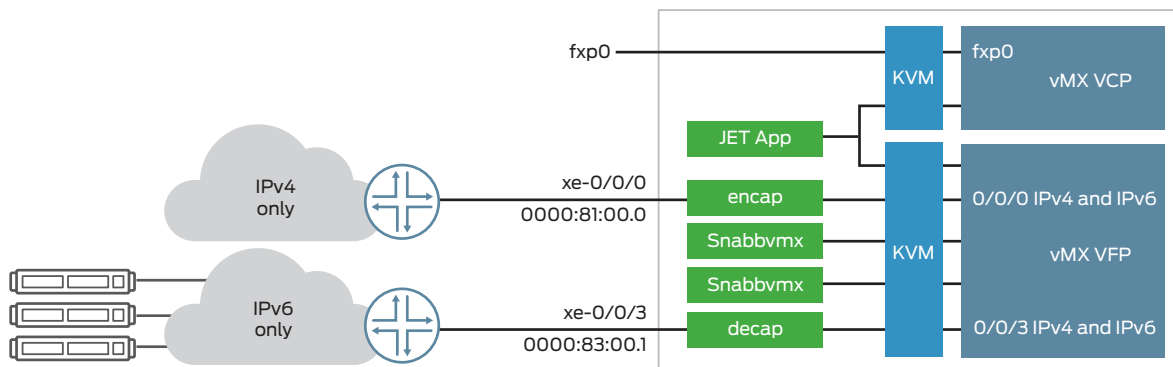 fxp0
KVM
fxp0
vMX VCP
JET App
IPv4
only
xe-0/0/0
0000:81:00.0
encap
Snabbvmx
Snabbvmx
decap
KVM
0/0/0 IPv4 and IPv6
vMX VFP
0/0/3 IPv4 and IPv6
IPv6
only
xe-0/0/3
0000:83:00.1